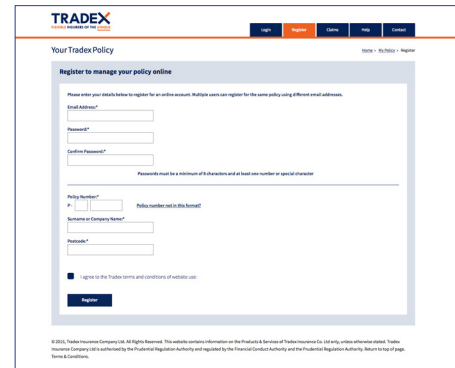 TRADEX
FLEXIBLE INSURERS OF THE UNUSUAL
Login Register Claims Help Contact
Your Tradex Policy
Home > My Policy > Register
Register to manage your policy online
Please enter your details below to register for an online account. Multiple users can register for the same policy using different email addresses.
Email Address:*
Password:*
Confirm Password:*
Passwords must be a minimum of 8 characters and at least one number or special character
Policy Number:*
P -
Policy number not in this format?
Surname or Company Name:*
Postcode:*
I agree to the Tradex terms and conditions of website use:
Register
© 2015, Tradex Insurance Company Ltd. All Rights Reserved. This website contains information on the Products & Services of Tradex Insurance Co. Ltd only, unless otherwise stated. Tradex
Insurance Company Ltd is authorised by the Prudential Regulation Authority and regulated by the Financial Conduct Authority and the Prudential Regulation Authority. Return to top of page.
Terms & Conditions.